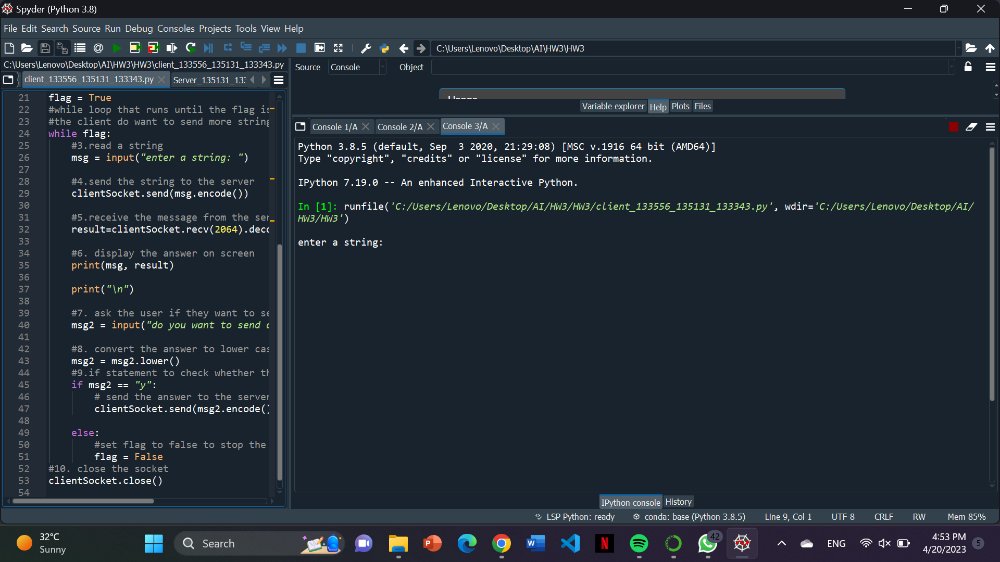 Spyder (Python 3.8)
File Edit Search Source Run Debug Consoles Projects Tools View Help
C:\Users\Lenovo\Desktop\AI\HW3\HW3
C:\Users\Lenovo\Desktop\AI\HW3\HW3\client_133556_135131_133343.py
Source Console Object
client_133556_135131_133343.py Server_135131_133
Usage
Variable explorer Help Plots Files
21 flag = True
22 #while loop that runs until the flag is
23 #the client do want to send more string
24 while flag:
25 #3.read a string
26 msg = input("enter a string: ")
27
28 #4.send the string to the server
29 clientSocket.send(msg.encode())
30
31 #5.receive the message from the ser
32 result=clientSocket.recv(2064).deco
33
34 #6. display the answer on screen
35 print(msg, result)
36
37 print("\n")
38
39 #7. ask the user if they want to se
40 msg2 = input("do you want to send
41
42 #8. convert the answer to lower cas
43 msg2 = msg2.lower()
44 #9.if statement to check whether th
45 if msg2 == "y":
46 # send the answer to the server
47 clientSocket.send(msg2.encode()
48
49 else:
50 #set flag to false to stop the
51 flag = False
52 #10. close the socket
53 clientSocket.close()
54
Console 1/A Console 2/A Console 3/A
Python 3.8.5 (default, Sep  3 2020, 21:29:08) [MSC v.1916 64 bit (AMD64)]
Type "copyright", "credits" or "license" for more information.
IPython 7.19.0 -- An enhanced Interactive Python.
In [1]: runfile('C:/Users/Lenovo/Desktop/AI/HW3/HW3/client_133556_135131_133343.py', wdir='C:/Users/Lenovo/Desktop/AI/
HW3/HW3')
enter a string:
IPython console History
LSP Python: ready conda: base (Python 3.8.5) Line 9, Col 1 UTF-8 CRLF RW Mem 85%
32°C
Sunny
Search
42
ENG
4:53 PM
4/20/2023
5